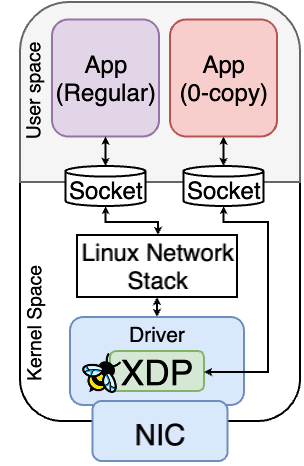 User space
App
(Regular)
App
(0-copy)
Socket
Socket
Kernel Space
Linux Network
Stack
Driver
XDP
NIC